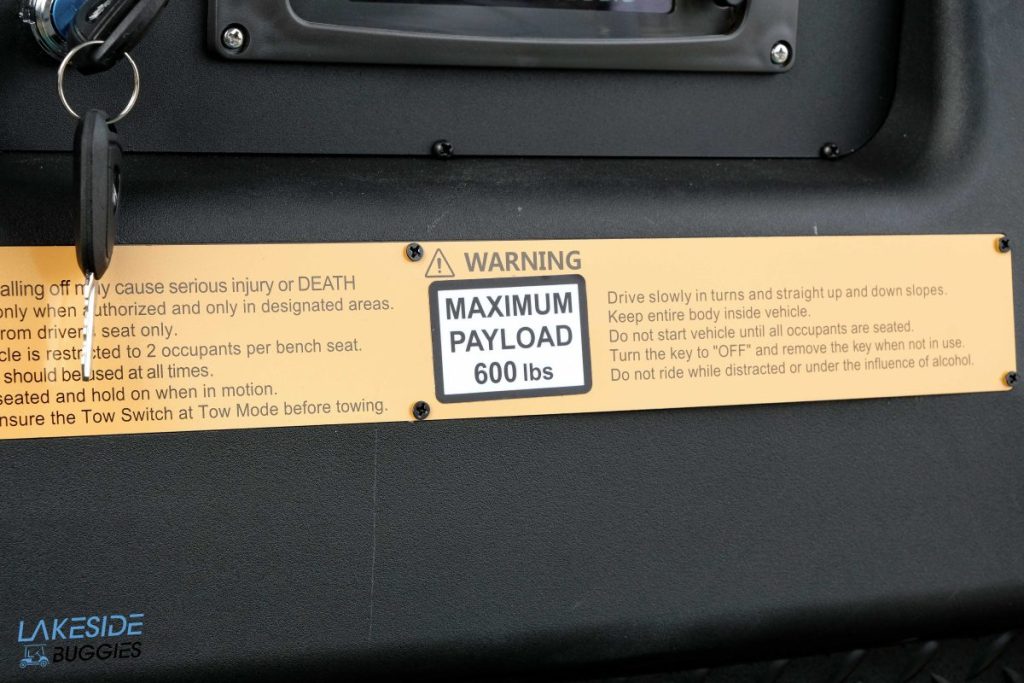 alling off may cause serious injury or DEATH
only when authorized and only in designated areas.
rom driver seat only.
cle is restricted to 2 occupants per bench seat.
should be used at all times.
seated and hold on when in motion.
nsure the Tow Switch at Tow Mode before towing.
WARNING
MAXIMUM
PAYLOAD
600 lbs
Drive slowly in turns and straight up and down slopes.
Keep entire body inside vehicle.
Do not start vehicle until all occupants are seated.
Turn the key to "OFF" and remove the key when not in use.
Do not ride while distracted or under the influence of alcohol.
LAKESIDE
BUGGIES